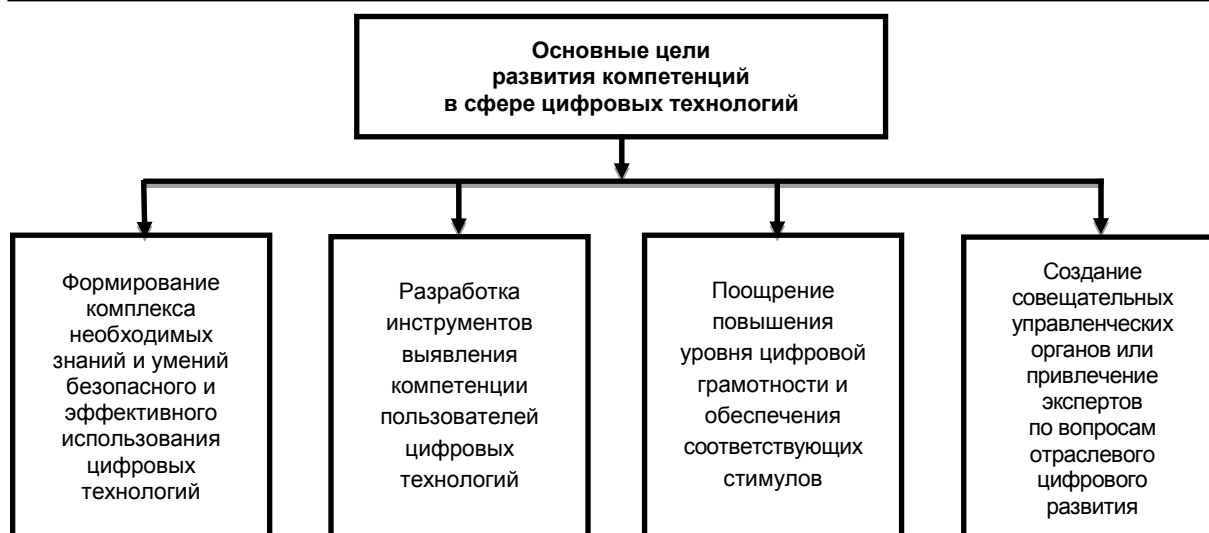 Основные цели
развития компетенций
в сфере цифровых технологий
Формирование
комплекса
необходимых
знаний и умений
безопасного и
эффективного
использования
цифровых
технологий
Разработка
инструментов
выявления
компетенции
пользователей
цифровых
технологий
Поощрение
повышения
уровня цифровой
грамотности и
обеспечения
соответствующих
стимулов
Создание
совещательных
управленческих
органов или
привлечение
экспертов
по вопросам
отраслевого
цифрового
развития